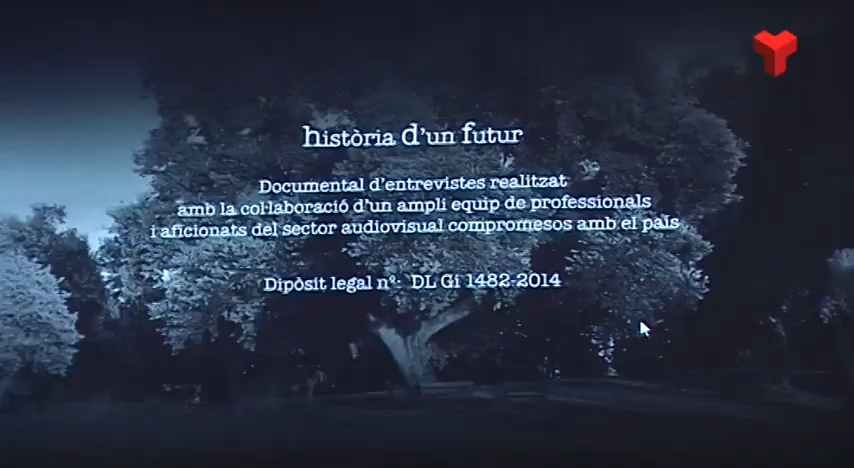 història d'un futur
Documental d'entrevistes realitzat
amb la col·laboració d'un ampli equip de professionals
i aficionats del sector audiovisual compromesos amb el país
Dipòsit legal nº: DL Gi 1482-2014